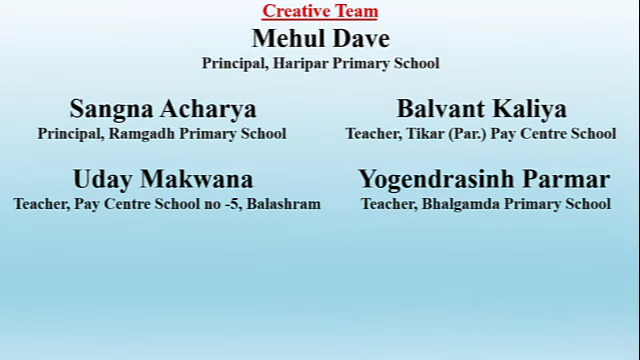 Creative Team
Mehul Dave
Principal, Haripar Primary School
Sangna Acharya
Principal, Ramgadh Primary School
Balvant Kaliya
Teacher, Tikar (Par.) Pay Centre School
Uday Makwana
Teacher, Pay Centre School no -5, Balashram
Yogendrasinh Parmar
Teacher, Bhalgamda Primary School